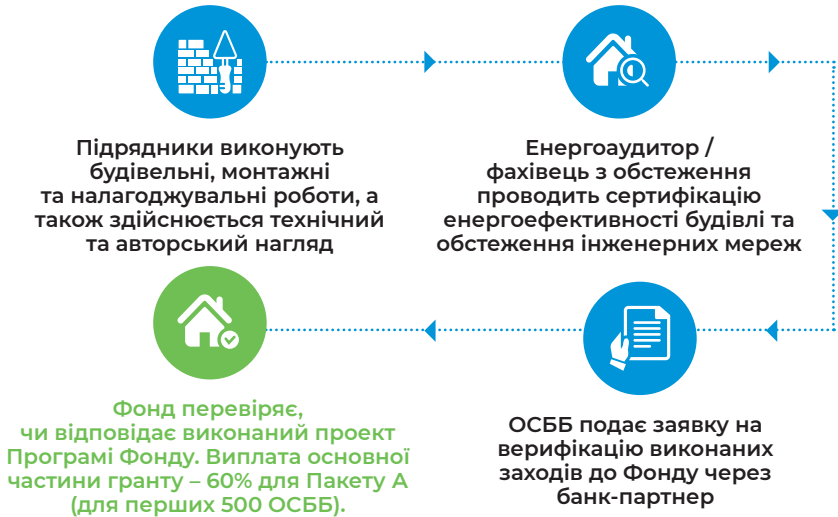 Підрядники виконують
будівельні, монтажні
та налагоджувальні роботи, а
також здійснюється технічний
та авторський нагляд
Енергоаудитор /
фахівець з обстеження
проводить сертифікацію
енергоефективності будівлі та
обстеження інженерних мереж
ОСББ подає заявку на
верифікацію виконаних
заходів до Фонду через
банк-партнер
Фонд перевіряє,
чи відповідає виконаний проект
Програмі Фонду. Виплата основної
частини гранту – 60% для Пакету А
(для перших 500 ОСББ).